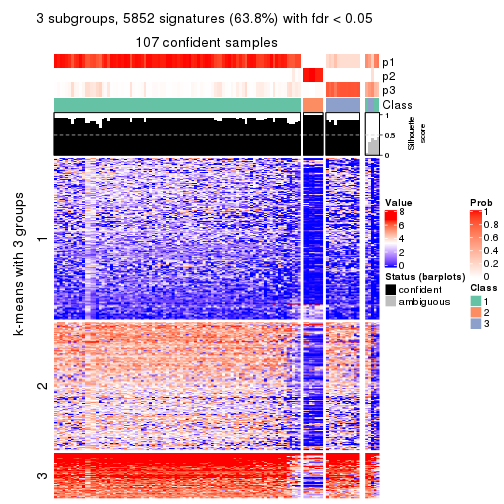 3 subgroups, 5852 signatures (63.8%) with fdr < 0.05
107 confident samples
p1
p2
p3
Class
1
0.5
0
Silhouette
score
k-means with 3 groups
1
2
3
Value
8
6
4
2
0
Status (barplots)
confident
ambiguous
Prob
1
0.8
0.6
0.4
0.2
0
Class
1
2
3